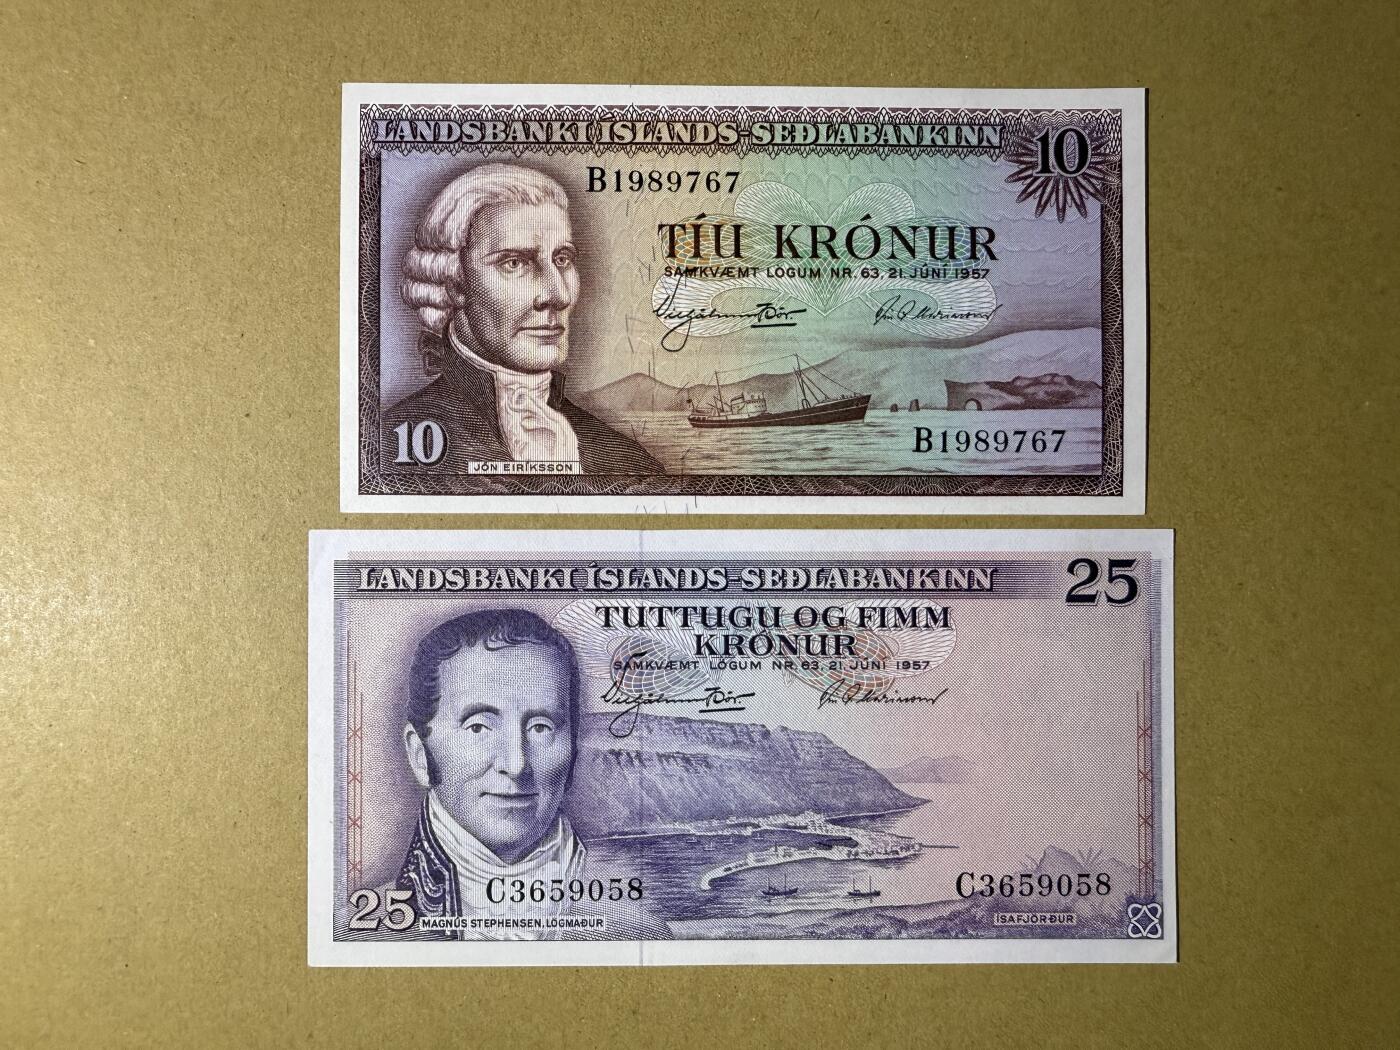 LANDSBANKI ÍSLANDS-SEÐLABANKINN
10
B1989767
TÍU KRÓNUR
SAMKVÆMT LÖGUM NR. 63, 21. JÚNÍ 1957
B1989767
10
JÓN EIRÍKSSON
LANDSBANKI ÍSLANDS-SEÐLABANKINN
25
TUTTUGU OG FIMM
KRÓNUR
SAMKVÆMT LÖGUM NR. 63, 21. JÚNÍ 1957
C3659058
C3659058
25
MAGNÚS STEPHENSEN, LÖGMAÐUR
ÍSAFJÖRÐUR